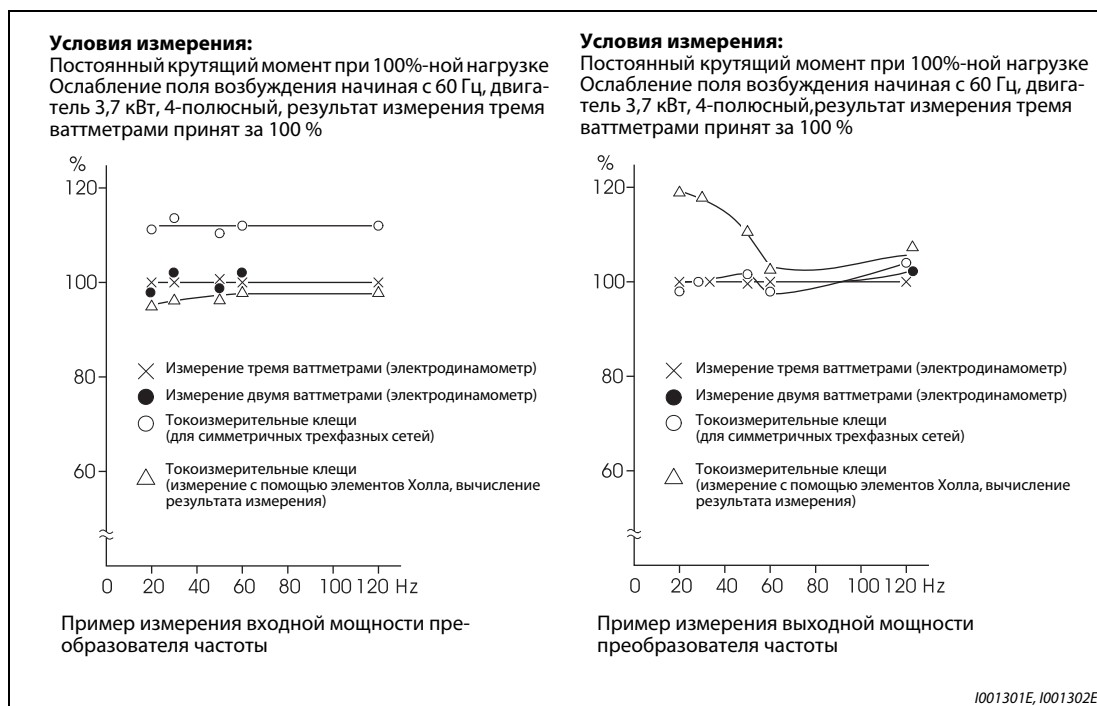 Условия измерения:
Постоянный крутящий момент при 100%-ной нагрузке
Ослабление поля возбуждения начиная с 60 Гц, двига-
тель 3,7 кВт, 4-полюсный, результат измерения тремя
ваттметрами принят за 100 %
%
120
100
80
60
Измерение тремя ваттметрами (электродинамометр)
Измерение двумя ваттметрами (электродинамометр)
Токоизмерительные клещи
(для симметричных трехфазных сетей)
Токоизмерительные клещи
(измерение с помощью элементов Холла, вычисление
результата измерения)
0 20 40 60 80 100 120 Hz
Пример измерения входной мощности пре-
образователя частоты
Условия измерения:
Постоянный крутящий момент при 100%-ной нагрузке
Ослабление поля возбуждения начиная с 60 Гц, двига-
тель 3,7 кВт, 4-полюсный,результат измерения тремя
ваттметрами принят за 100 %
%
120
100
80
60
Измерение тремя ваттметрами (электродинамометр)
Измерение двумя ваттметрами (электродинамометр)
Токоизмерительные клещи
(для симметричных трехфазных сетей)
Токоизмерительные клещи
(измерение с помощью элементов Холла, вычисление
результата измерения)
0 20 40 60 80 100 120 Hz
Пример измерения выходной мощности
преобразователя частоты
I001301E, I001302E